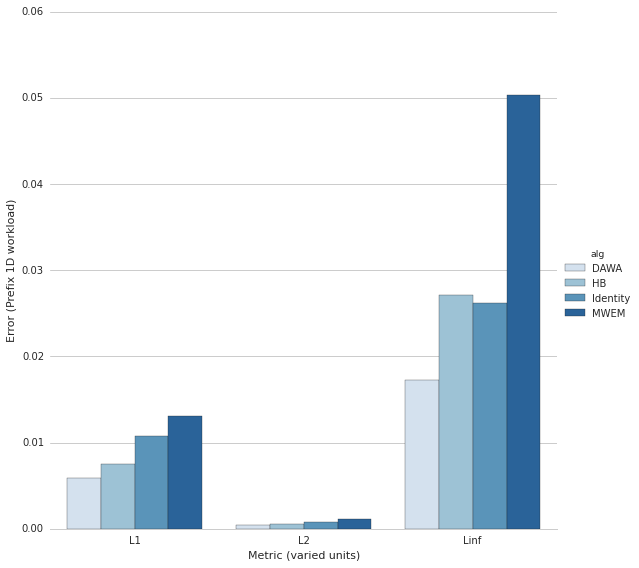 0.06
0.05
0.04
0.03
0.02
0.01
0.00
Error (Prefix 1D workload)
L1
L2
Linf
Metric (varied units)
alg
DAWA
HB
Identity
MWEM